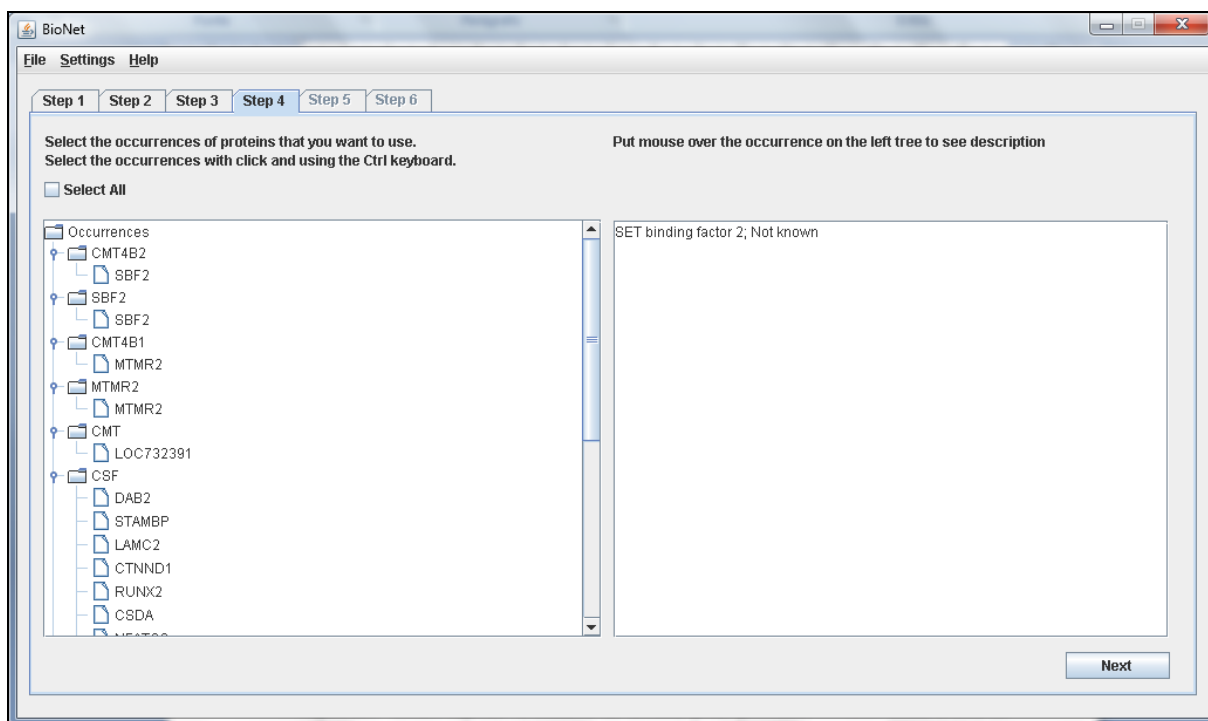 BioNet
File Settings Help
Step 1 Step 2 Step 3 Step 4 Step 5 Step 6
Select the occurrences of proteins that you want to use.
Select the occurrences with click and using the Ctrl keyboard.
Put mouse over the occurrence on the left tree to see description
Select All
Occurrences
CMT4B2
SBF2
SBF2
SBF2
CMT4B1
MTMR2
MTMR2
MTMR2
CMT
LOC732391
CSF
DAB2
STAMBP
LAMC2
CTNND1
RUNX2
CSDA
SET binding factor 2; Not known
Next